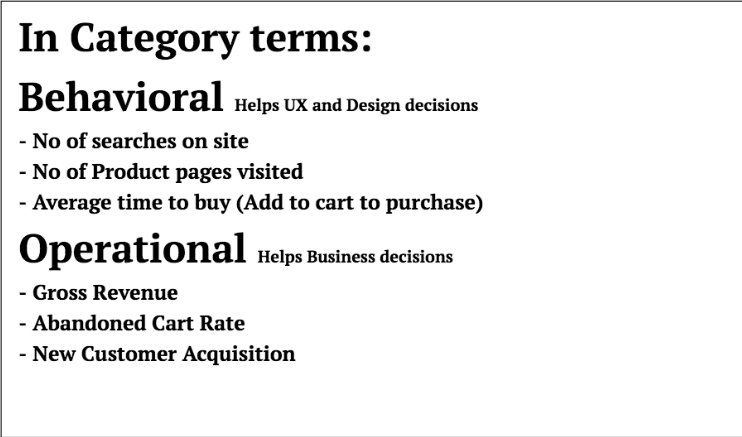 In Category terms:
Behavioral Helps UX and Design decisions
- No of searches on site
- No of Product pages visited
- Average time to buy (Add to cart to purchase)
Operational Helps Business decisions
- Gross Revenue
- Abandoned Cart Rate
- New Customer Acquisition